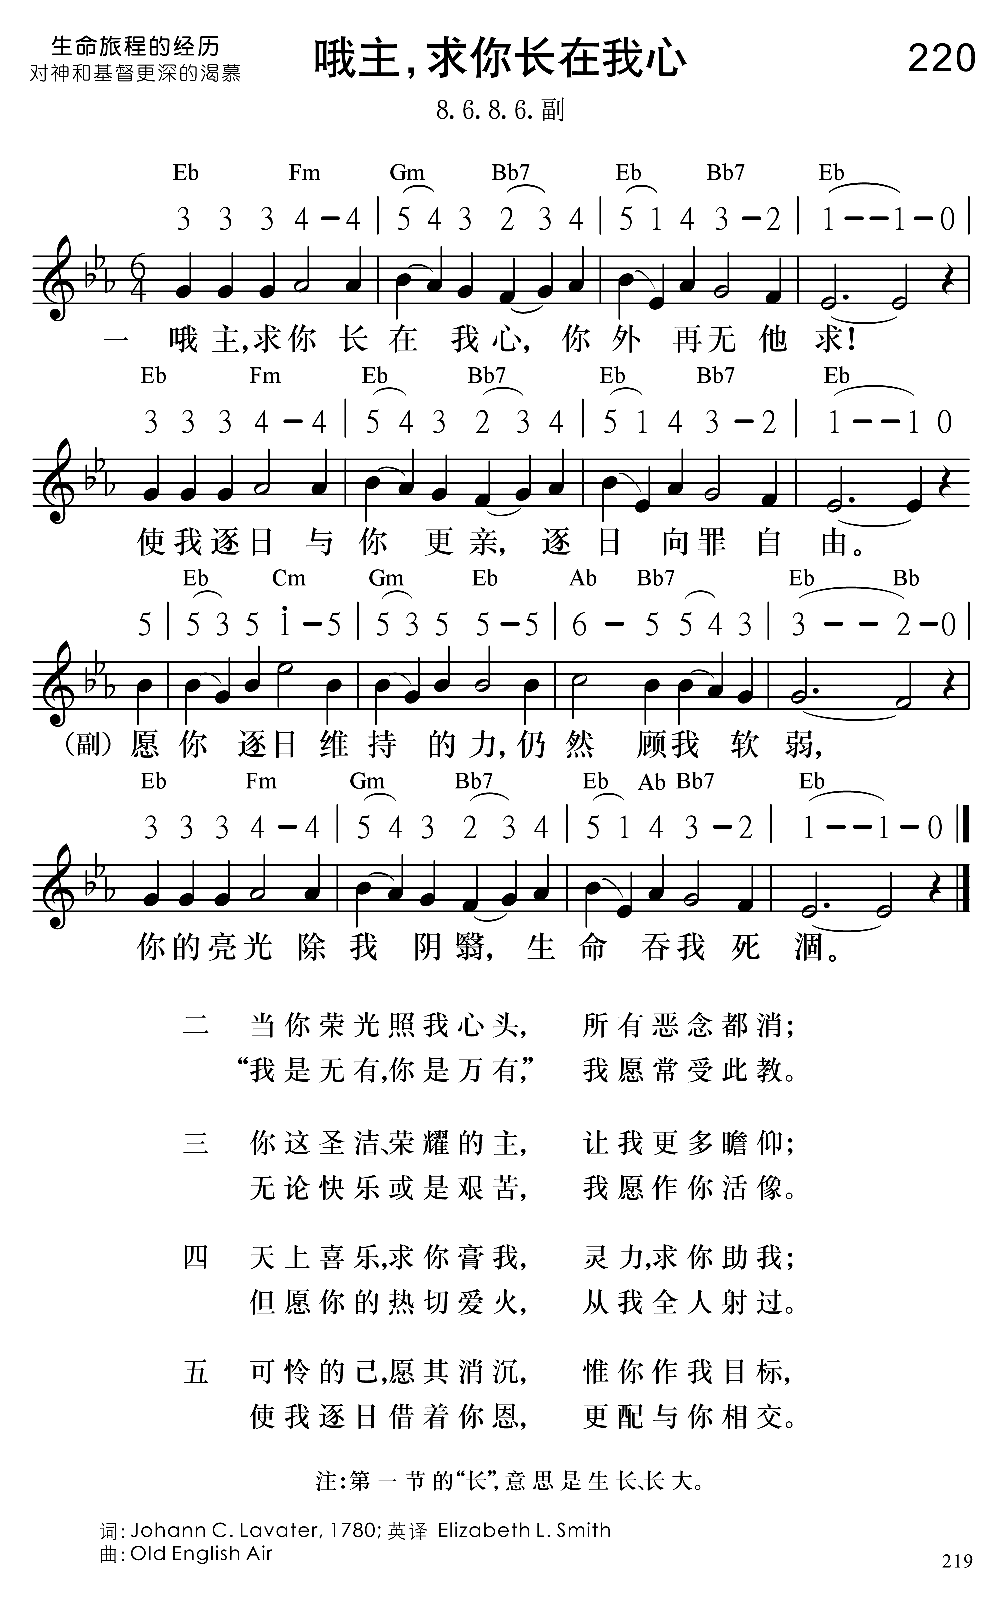 生命旅程的经历
对神和基督更深的渴慕
哦主,求你长在我心
220
8.6.8.6.副
Eb Fm Gm Bb7 Eb Bb7 Eb
3 3 3 4 - 4 | 5 4 3 2 3 4 | 5 1 4 3 - 2 | 1 - - 1 - 0 |
6
4
一 哦主,求你长在我心,你外再无他求!
Eb Fm Eb Bb7 Eb Bb7 Eb
3 3 3 4 - 4 | 5 4 3 2 3 4 | 5 1 4 3 - 2 | 1 - - 1 0
使我逐日与你更亲,逐日向罪自由。
Eb Cm Gm Eb Ab Bb7 Eb Bb
5 | 5 3 5 i - 5 | 5 3 5 5 - 5 | 6 - 5 5 4 3 | 3 - - 2 - 0 |
(副) 愿你逐日维持的力,仍然顾我软弱,
Eb Fm Gm Bb7 Eb Ab Bb7 Eb
3 3 3 4 - 4 | 5 4 3 2 3 4 | 5 1 4 3 - 2 | 1 - - 1 - 0 ‖
你的亮光除我阴翳,生命吞我死涸。
二 当你荣光照我心头, 所有恶念都消;
“我是无有,你是万有,” 我愿常受此教。
三 你这圣洁、荣耀的主, 让我更多瞻仰;
无论快乐或是艰苦, 我愿作你活像。
四 天上喜乐,求你膏我, 灵力,求你助我;
但愿你的热切爱火, 从我全人射过。
五 可怜的己,愿其消沉, 惟你作我目标,
使我逐日借着你恩, 更配与你相交。
注:第一节的“长”,意思是生长、长大。
词: Johann C. Lavater, 1780; 英译 Elizabeth L. Smith
曲: Old English Air
219